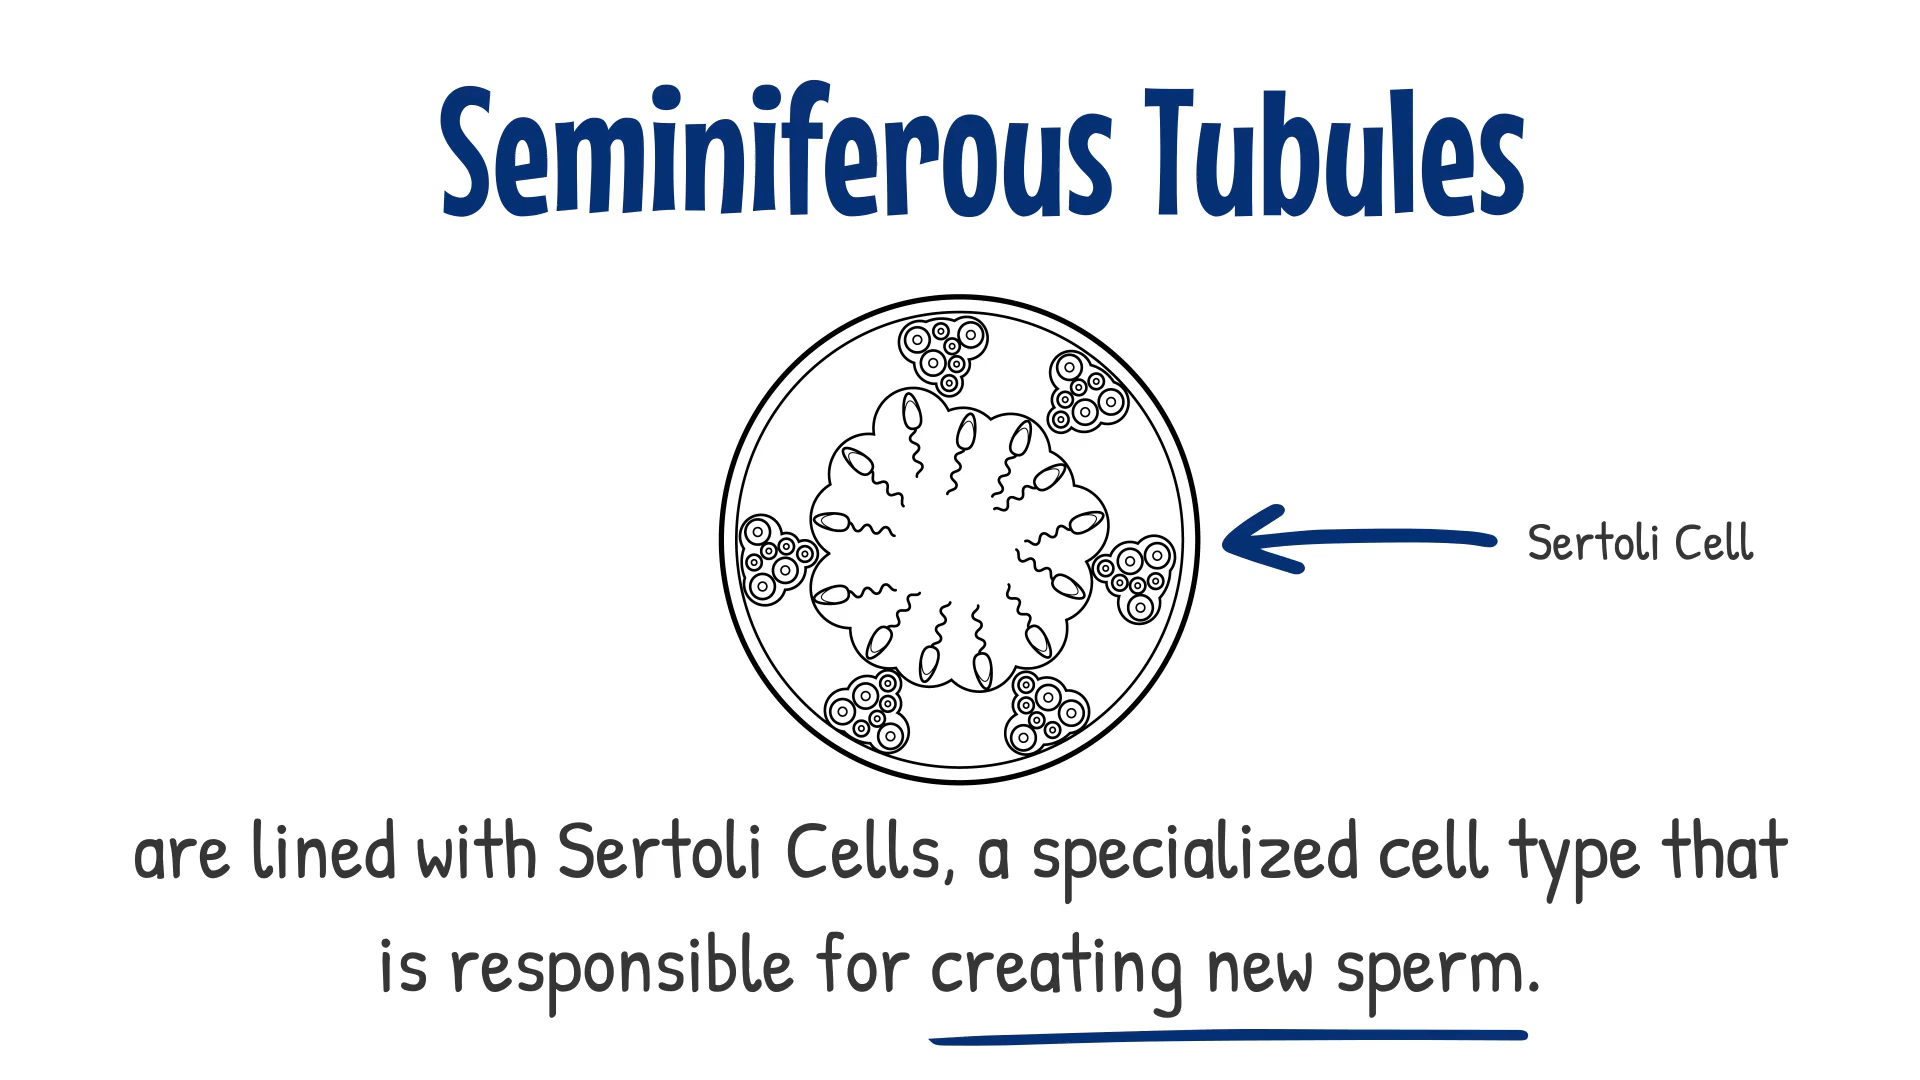 Seminiferous Tubules
Sertoli Cell
are lined with Sertoli Cells, a specialized cell type that
is responsible for creating new sperm.